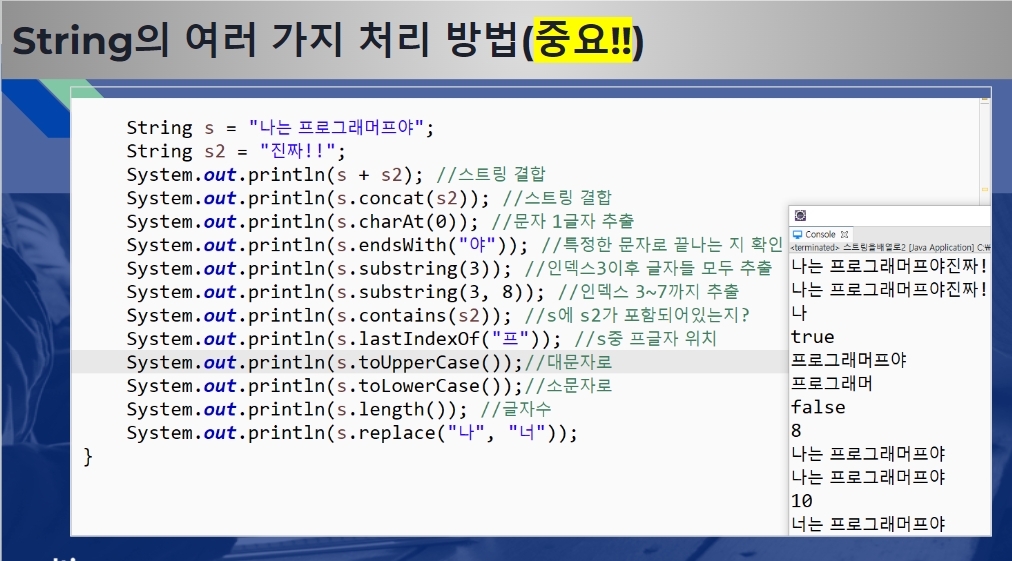 String의 여러 가지 처리 방법(중요!!)
String s = "나는 프로그래머프야";
String s2 = "진짜!!";
System.out.println(s + s2); //스트링 결합
System.out.println(s.concat(s2)); //스트링 결합
System.out.println(s.charAt(0)); //문자 1글자 추출
System.out.println(s.endsWith("야")); //특정한 문자로 끝나는 지 확인
System.out.println(s.substring(3)); //인덱스3이후 글자들 모두 추출
System.out.println(s.substring(3, 8)); //인덱스 3~7까지 추출
System.out.println(s.contains(s2)); //s에 s2가 포함되어있는지?
System.out.println(s.lastIndexOf("프")); //s중 프글자 위치
System.out.println(s.toUpperCase());//대문자로
System.out.println(s.toLowerCase());//소문자로
System.out.println(s.length()); //글자수
System.out.println(s.replace("나", "너"));
}
Console
<terminated> 스트링을배열로2 [Java Application] C:₩
나는 프로그래머프야진짜!
나는 프로그래머프야진짜!
나
true
프로그래머프야
프로그래머
false
8
나는 프로그래머프야
나는 프로그래머프야
10
너는 프로그래머프야